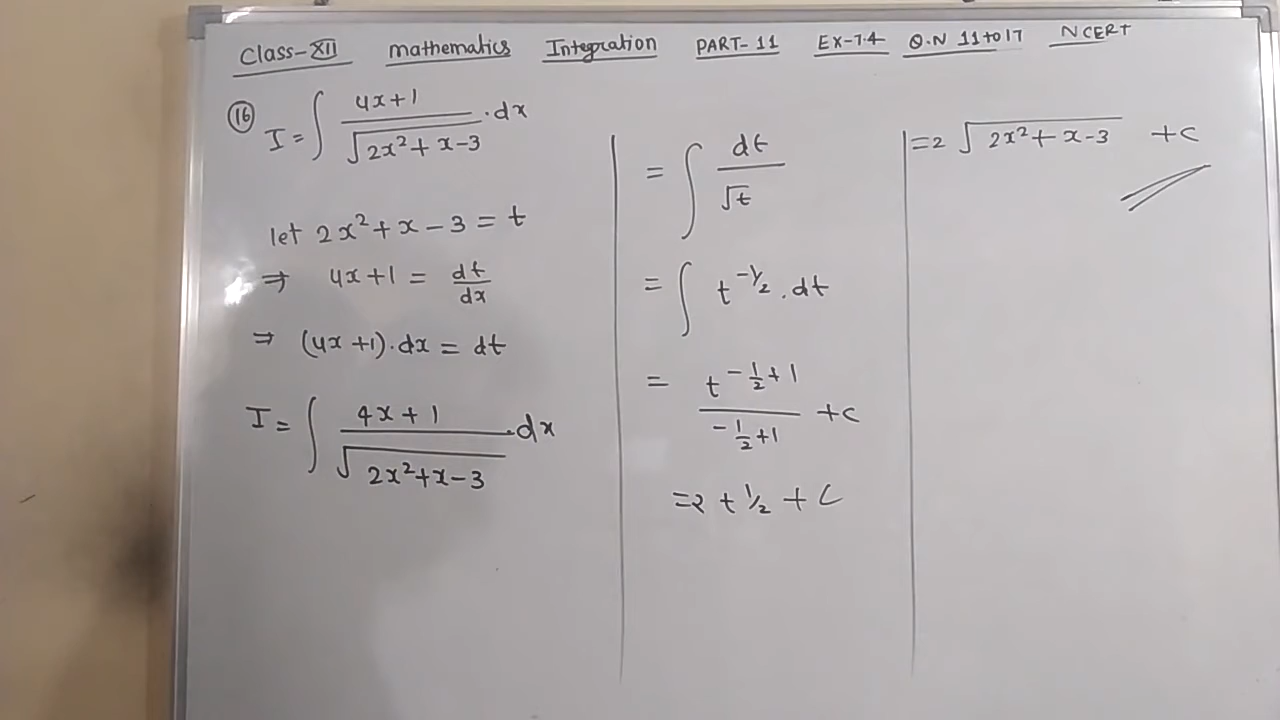 Class-XII mathematics Integration PART-11 EX-7.4 Q.N 11 to 17 NCERT
(16) I = ∫ (4x+1)/√(2x²+x-3) .dx
let 2x²+x-3 = t
⇒ 4x+1 = dt/dx
⇒ (4x+1).dx = dt
I = ∫ (4x+1)/√(2x²+x-3) .dx
= ∫ dt/√t
= ∫ t^(-1/2) .dt
= t^(-1/2+1)/(-1/2+1) +c
=2 t^(1/2) + C
=2 √(2x²+x-3) +c